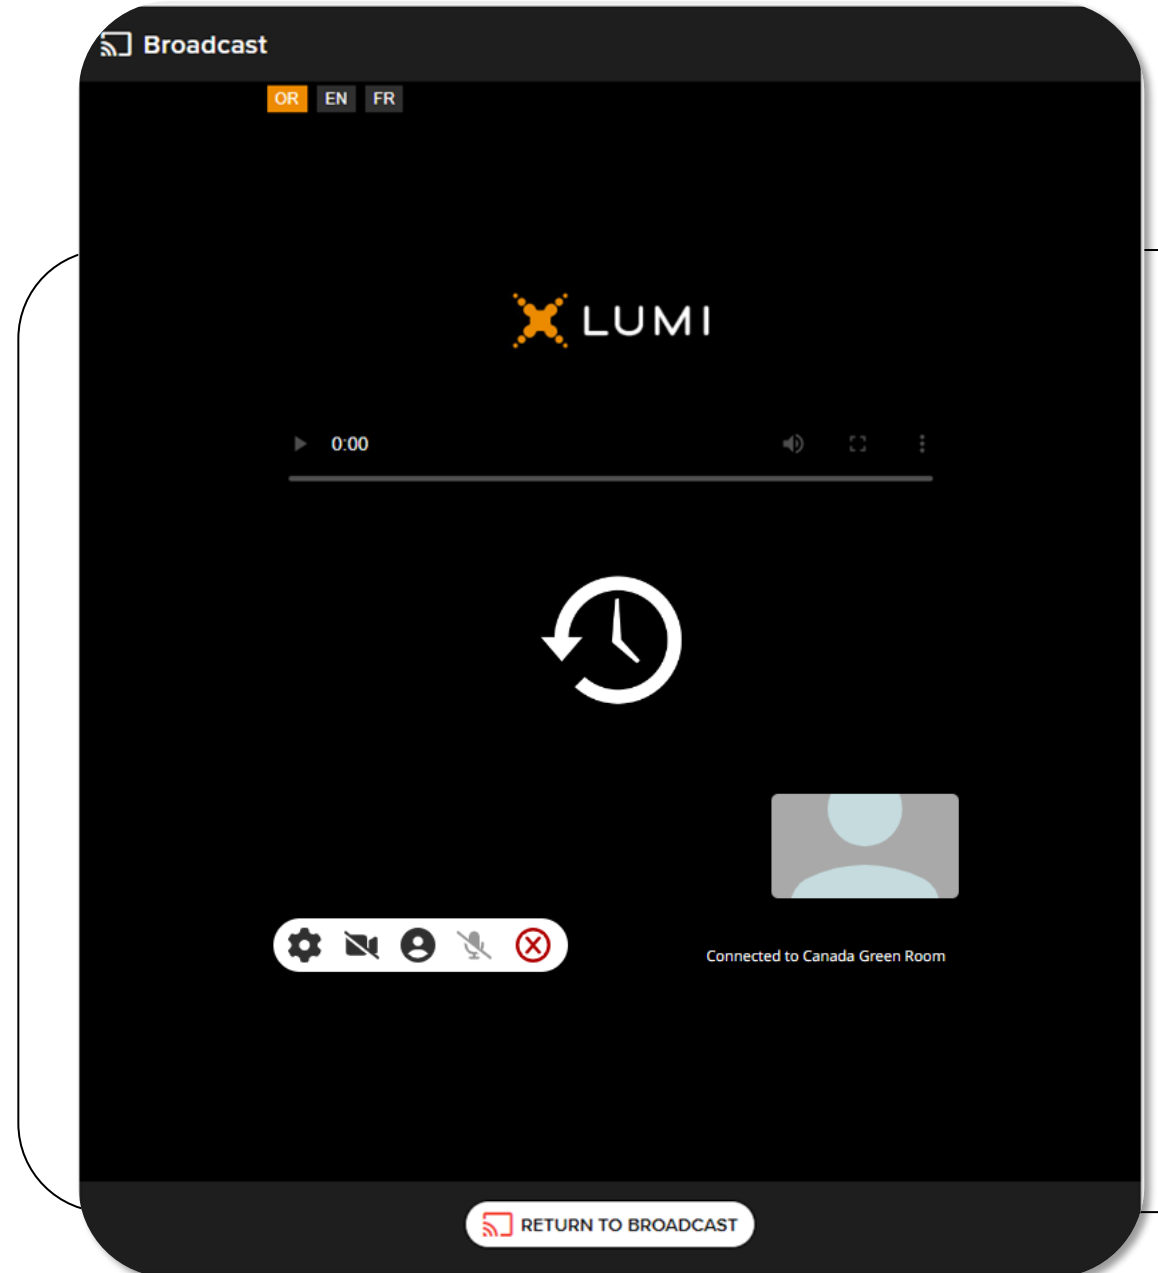 Broadcast
OR EN FR
LUMI
0:00
Connected to Canada Green Room
RETURN TO BROADCAST